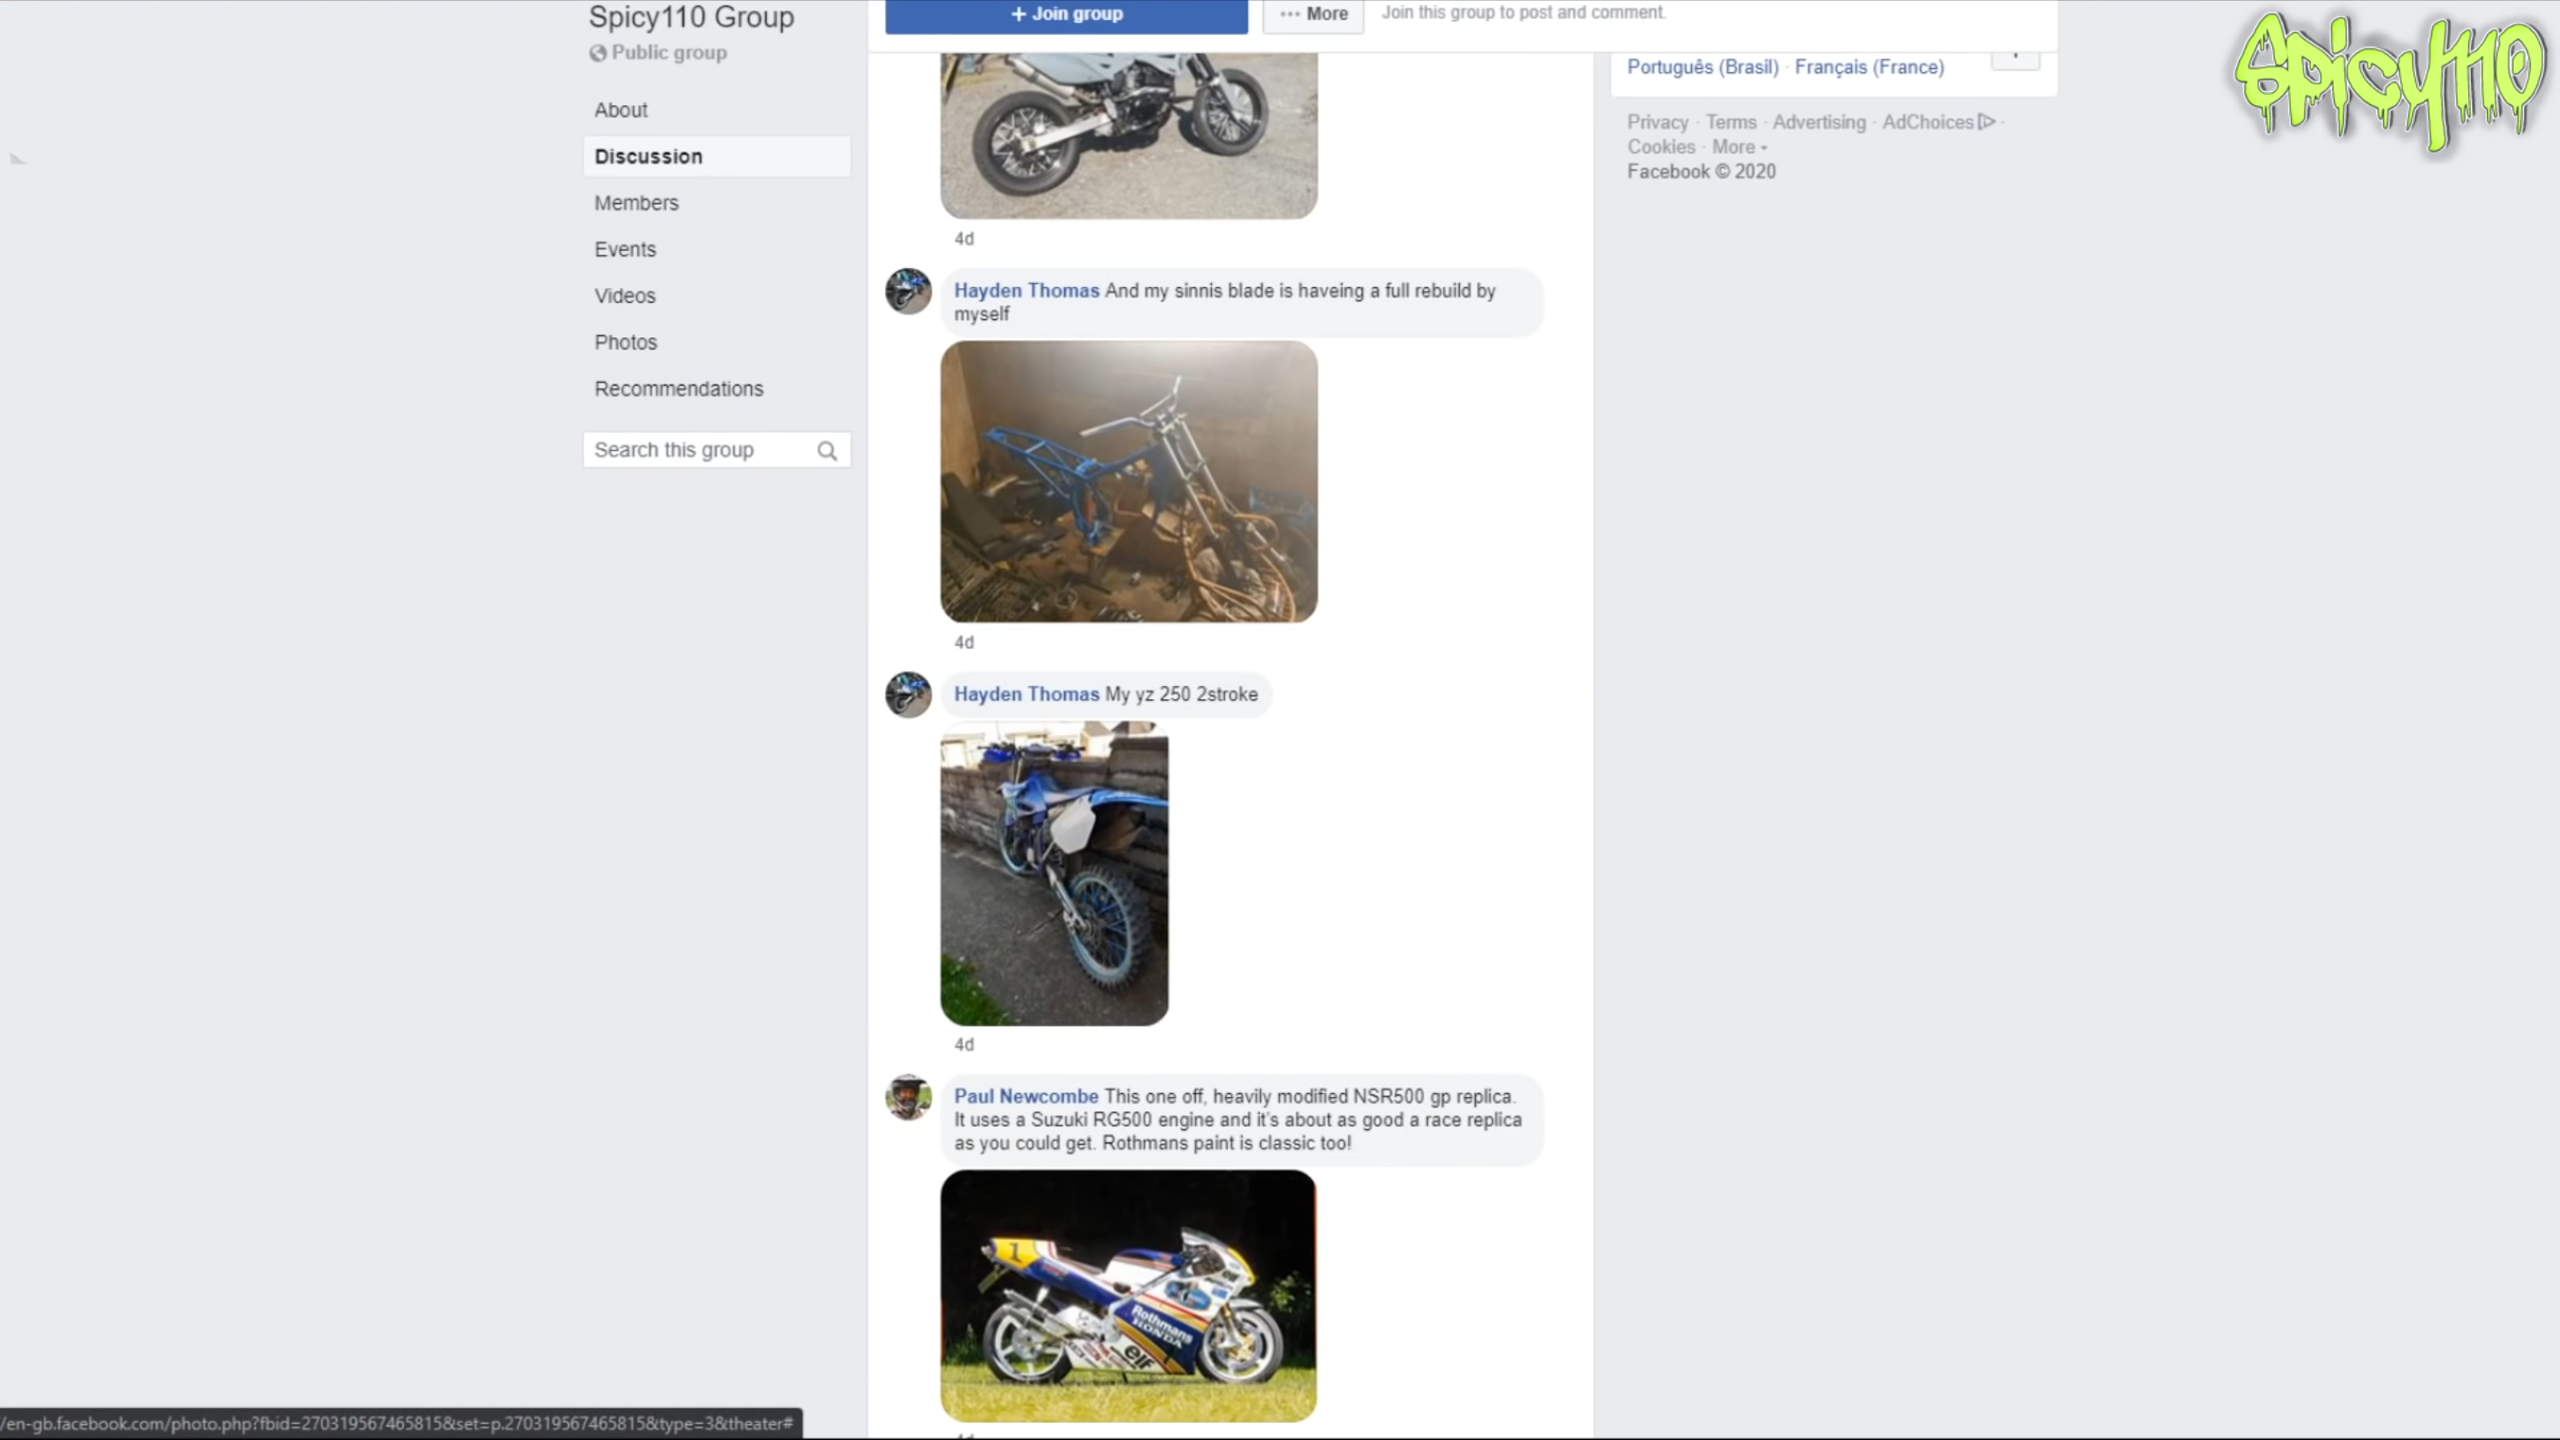 Spicy110 Group
Public group
About
Discussion
Members
Events
Videos
Photos
Recommendations
Search this group
+ Join group
••• More
Join this group to post and comment.
4d
Hayden Thomas And my sinnis blade is haveing a full rebuild by
myself
4d
Hayden Thomas My yz 250 2stroke
4d
Paul Newcombe This one off, heavily modified NSR500 gp replica.
It uses a Suzuki RG500 engine and it's about as good a race replica
as you could get. Rothmans paint is classic too!
1
Rothmans
HONDA
elf
Português (Brasil) · Français (France)
Privacy · Terms · Advertising · AdChoices ·
Cookies · More
Facebook © 2020
Spicy110
/en-gb.facebook.com/photo.php?fbid=270319567465815&set=p.270319567465815&type=3&theater#